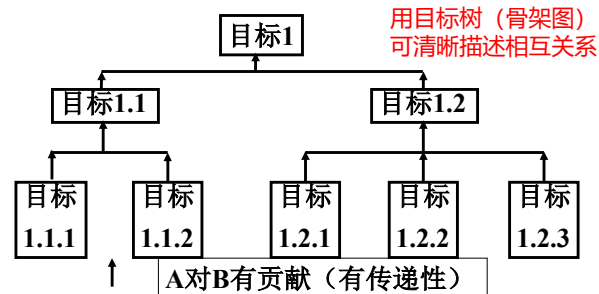 用目标树（骨架图）
可清晰描述相互关系
目标1
目标1.1
目标1.2
目标
1.1.1
目标
1.1.2
目标
1.2.1
目标
1.2.2
目标
1.2.3
A对B有贡献（有传递性）